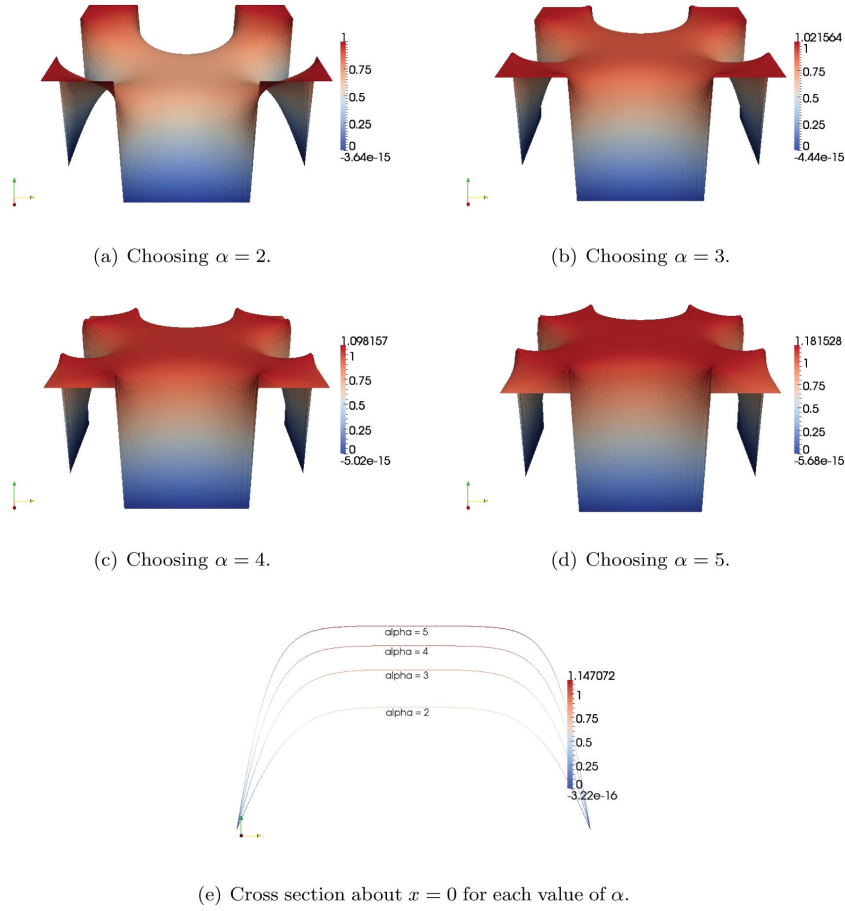 1
0.75
0.5
0.25
0
-3.64e-15
1.021564
1
0.75
0.5
0.25
0
-4.44e-15
(a) Choosing α = 2.
(b) Choosing α = 3.
1.098157
1
0.75
0.5
0.25
0
-5.02e-15
1.181528
1
0.75
0.5
0.25
0
-5.68e-15
(c) Choosing α = 4.
(d) Choosing α = 5.
alpha = 5
alpha = 4
alpha = 3
alpha = 2
1.147072
1
0.75
0.5
0.25
0
-3.22e-16
(e) Cross section about x = 0 for each value of α.